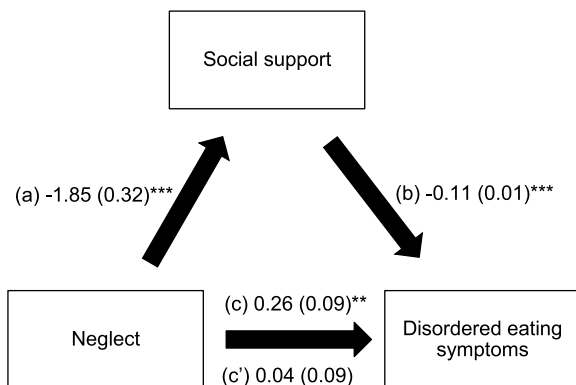 Social support
(a) -1.85 (0.32)***
(b) -0.11 (0.01)***
Neglect
(c) 0.26 (0.09)**
(c’) 0.04 (0.09)
Disordered eating
symptoms